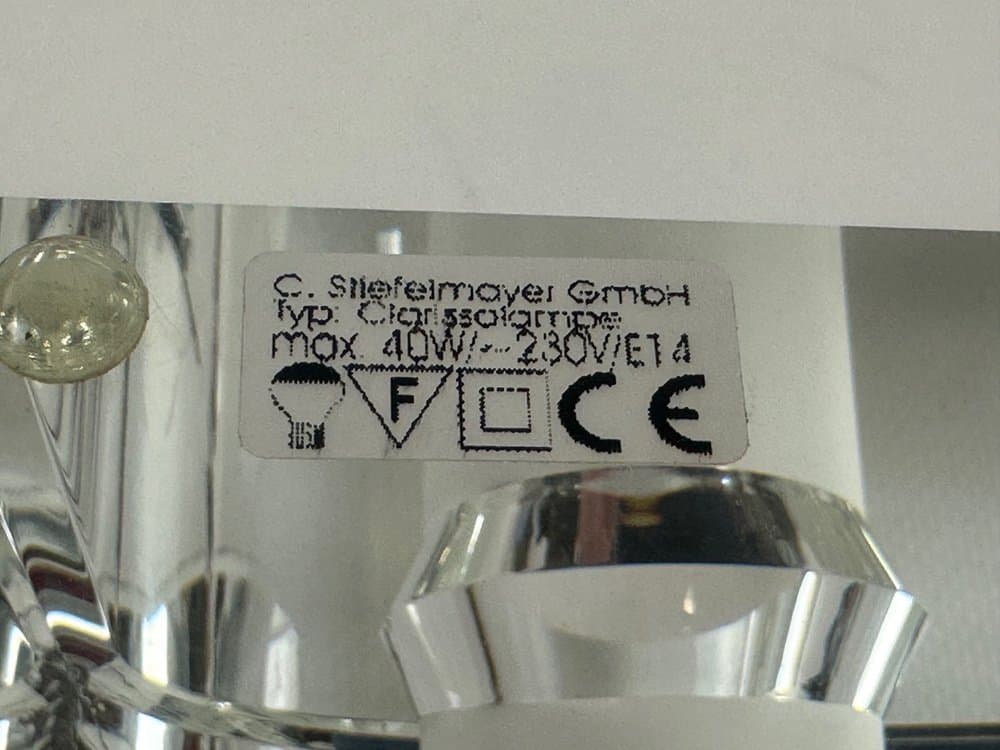 C. Stiefelmayer GmbH
Typ: Clarissalampe
max. 40W/~230V/E14
F CE